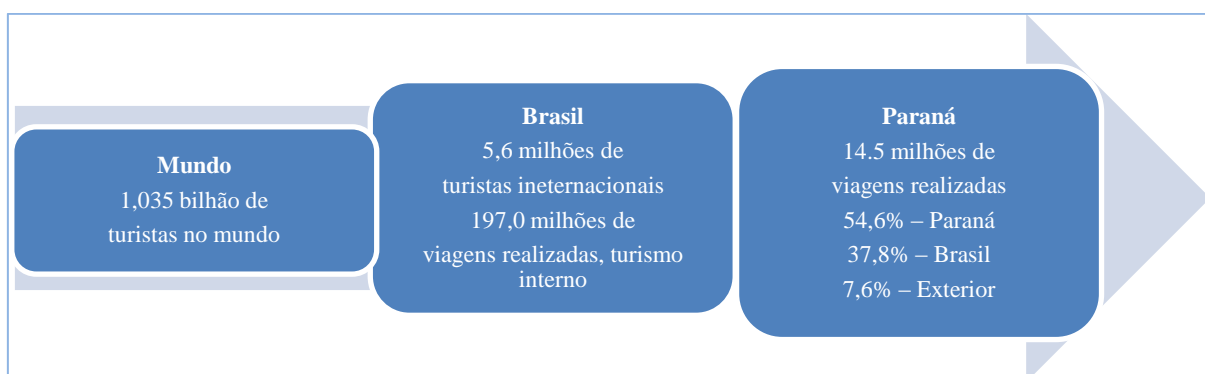 Mundo
1,035 bilhão de
turistas no mundo
Brasil
5,6 milhões de
turistas ineternacionais
197,0 milhões de
viagens realizadas, turismo
interno
Paraná
14.5 milhões de
viagens realizadas
54,6% – Paraná
37,8% – Brasil
7,6% – Exterior